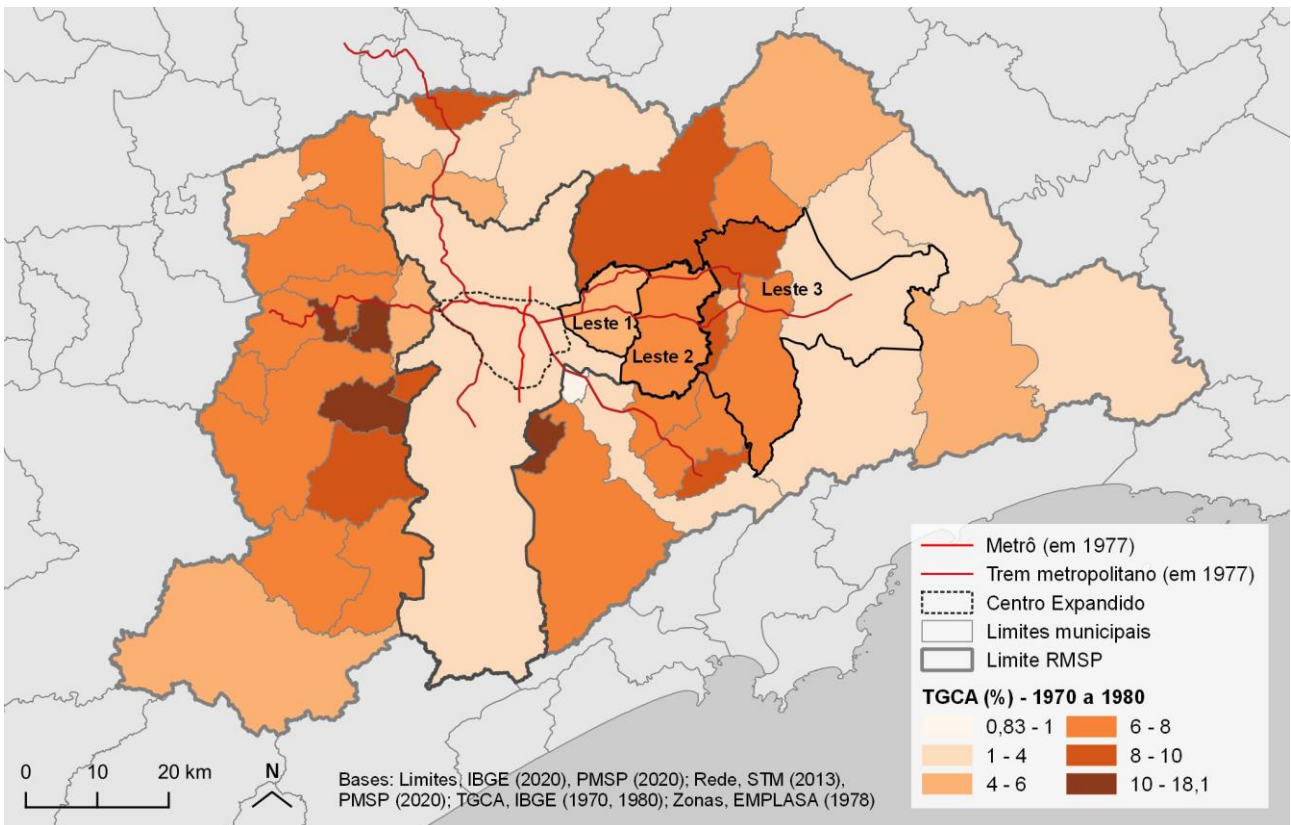 Leste 3
Leste 1
Leste 2
Metrô (em 1977)
Trem metropolitano (em 1977)
Centro Expandido
Limites municipais
Limite RMSP
TGCA (%) - 1970 a 1980
0,83 - 1
6 - 8
1 - 4
8 - 10
4 - 6
10 - 18,1
0 10 20 km
N
Bases: Limites, IBGE (2020), PMSP (2020); Rede, STM (2013),
PMSP (2020); TGCA, IBGE (1970, 1980); Zonas, EMPLASA (1978)